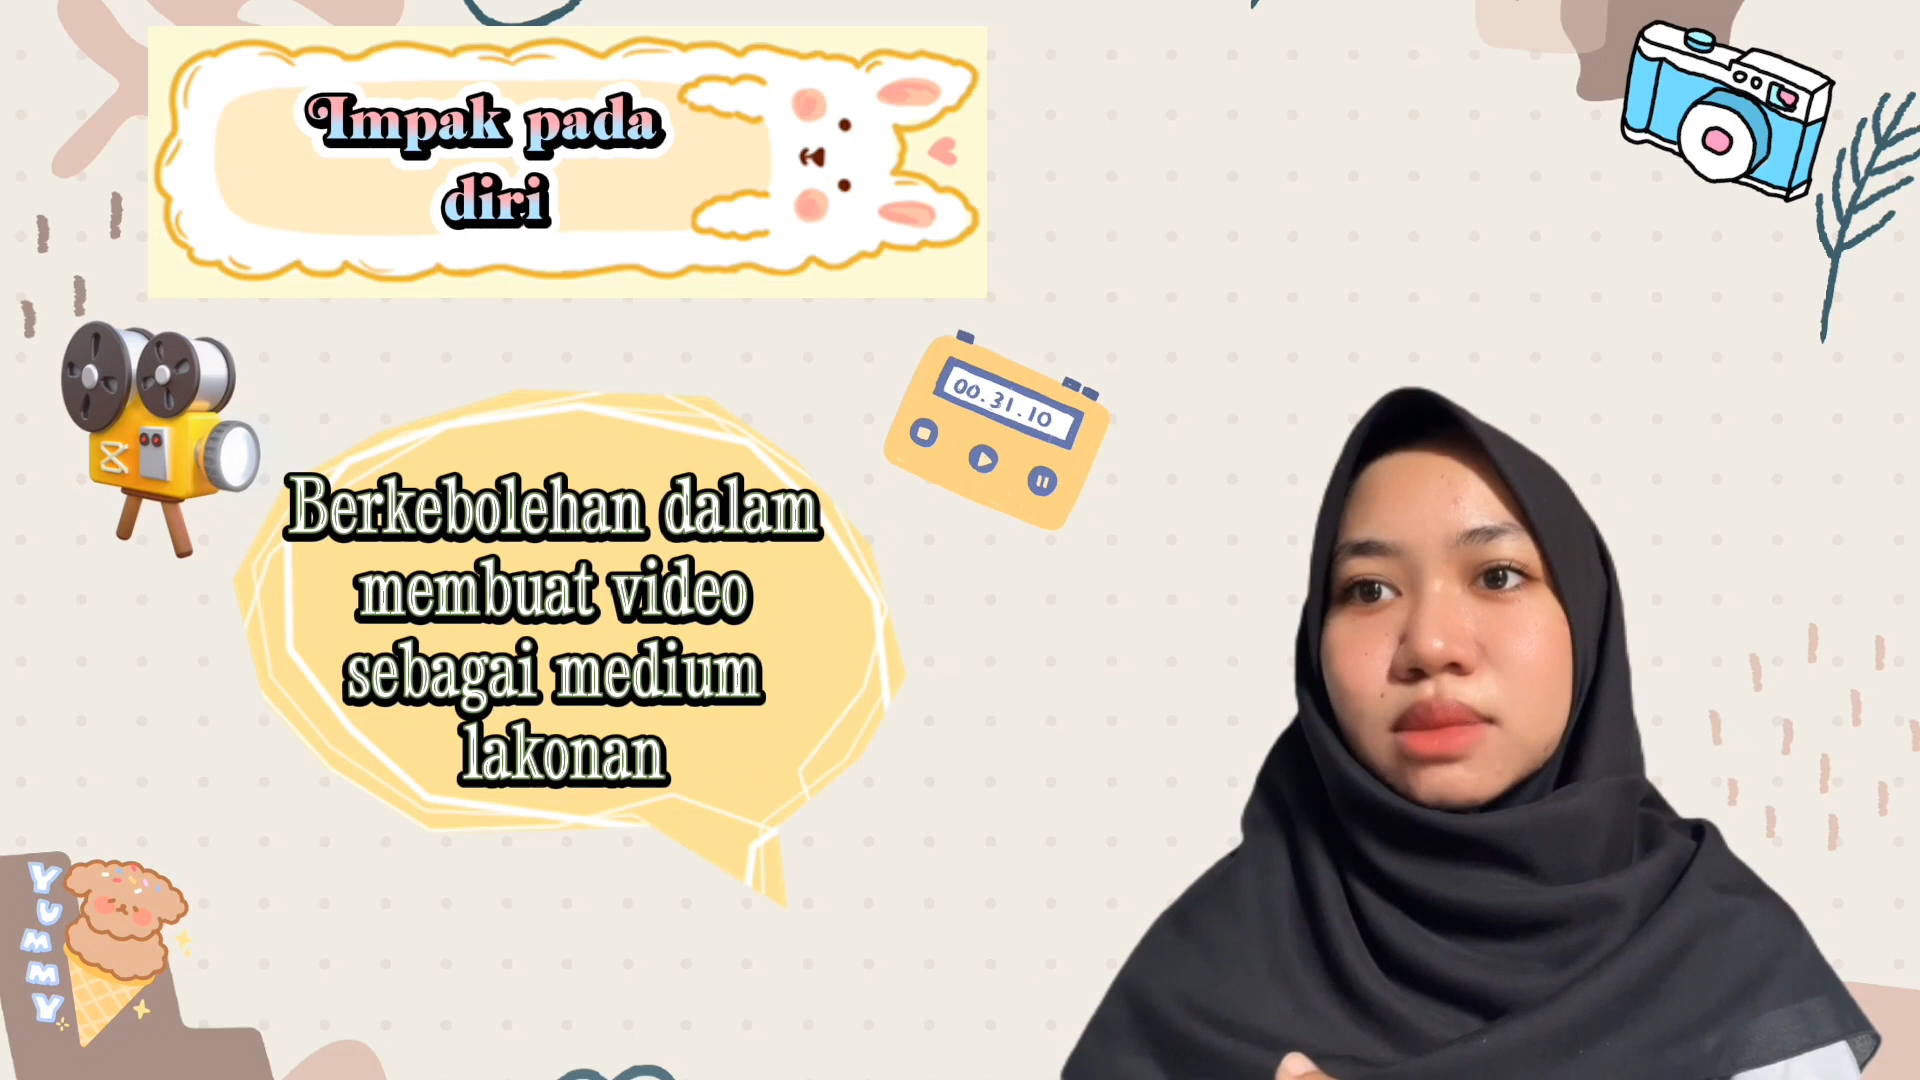 Impak pada
diri
00.31.10
Berkebolehan dalam
membuat video
sebagai medium
lakonan
YUMMY